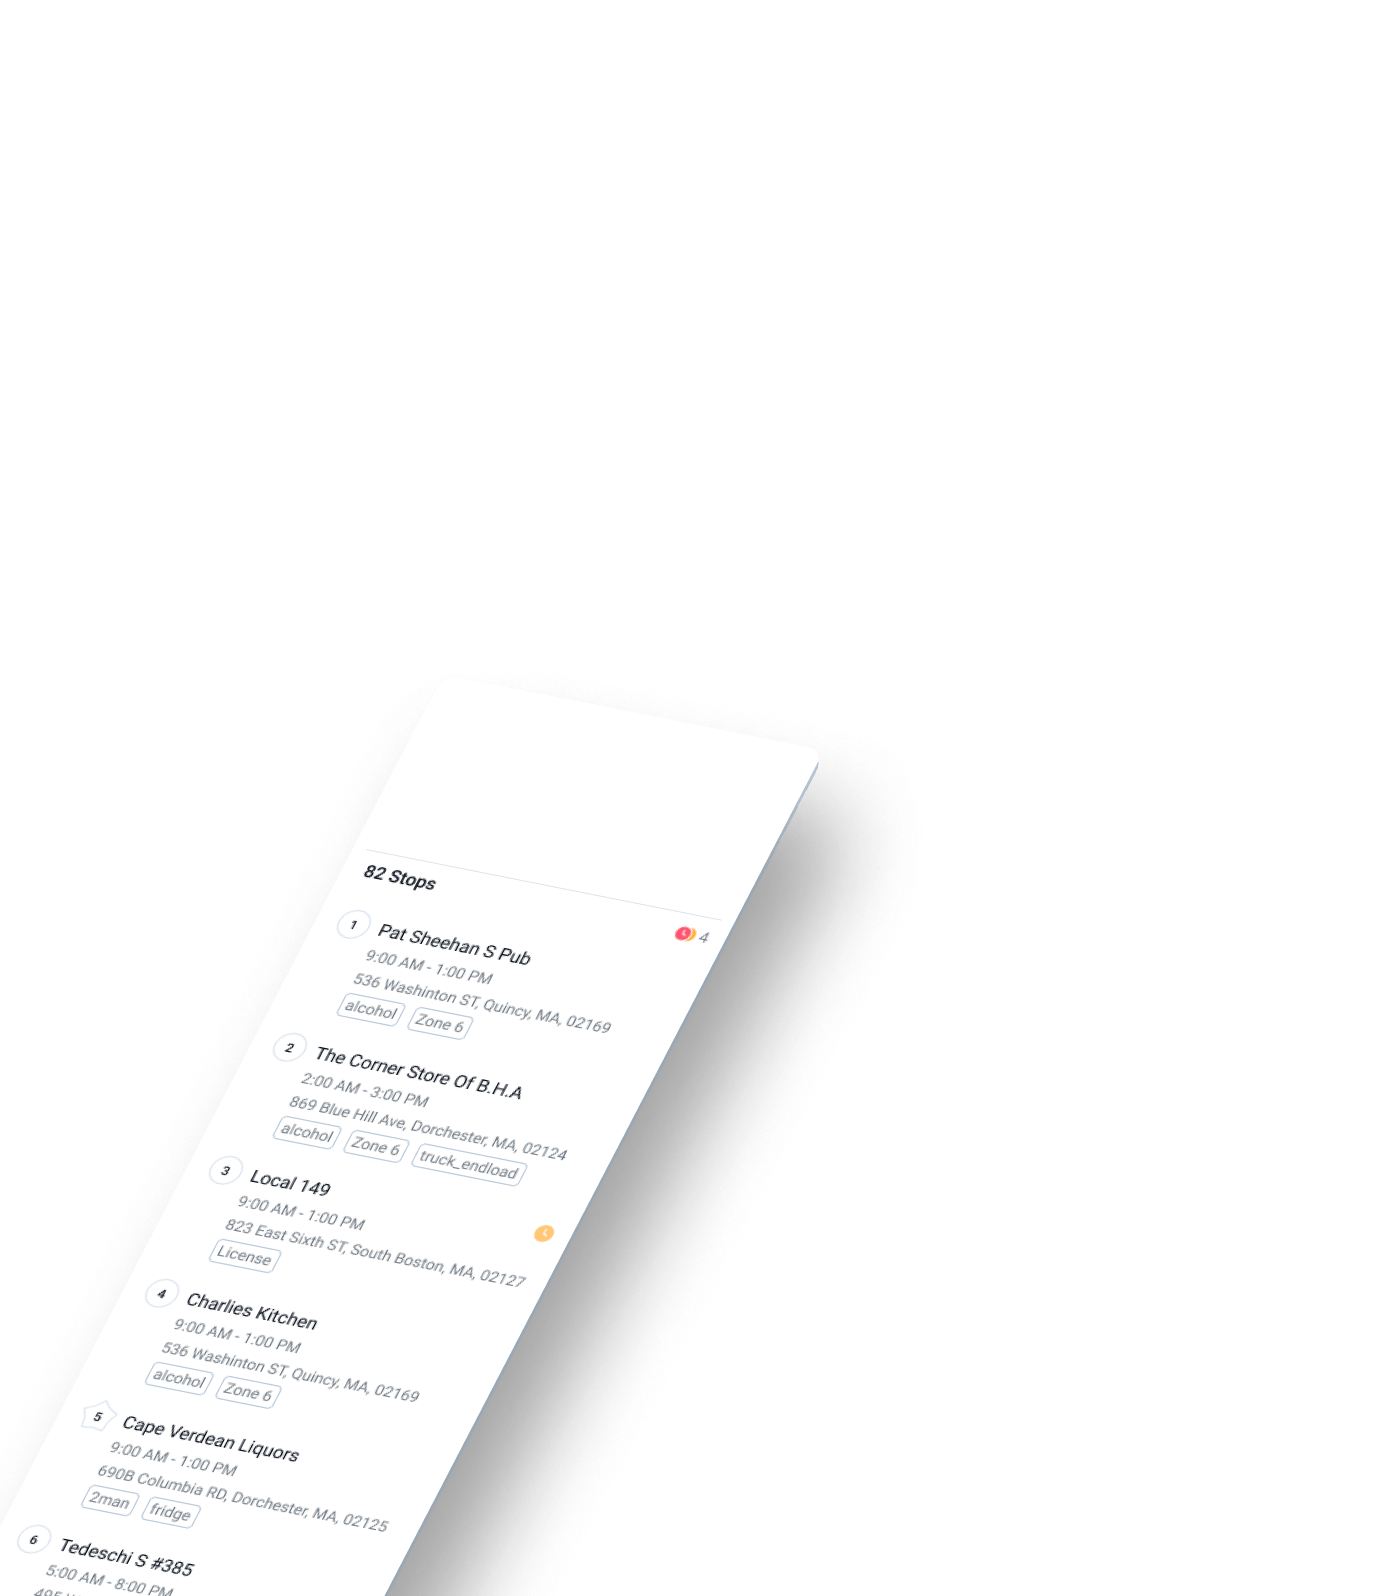 82 Stops
4
1
Pat Sheehan S Pub
9:00 AM - 1:00 PM
536 Washinton ST, Quincy, MA, 02169
alcohol Zone 6
2
The Corner Store Of B.H.A
2:00 AM - 3:00 PM
869 Blue Hill Ave, Dorchester, MA, 02124
alcohol Zone 6 truck_endload
3
Local 149
9:00 AM - 1:00 PM
823 East Sixth ST, South Boston, MA, 02127
License
4
Charlies Kitchen
9:00 AM - 1:00 PM
536 Washinton ST, Quincy, MA, 02169
alcohol Zone 6
5
Cape Verdean Liquors
9:00 AM - 1:00 PM
690B Columbia RD, Dorchester, MA, 02125
2man fridge
6
Tedeschi S #385
5:00 AM - 8:00 PM